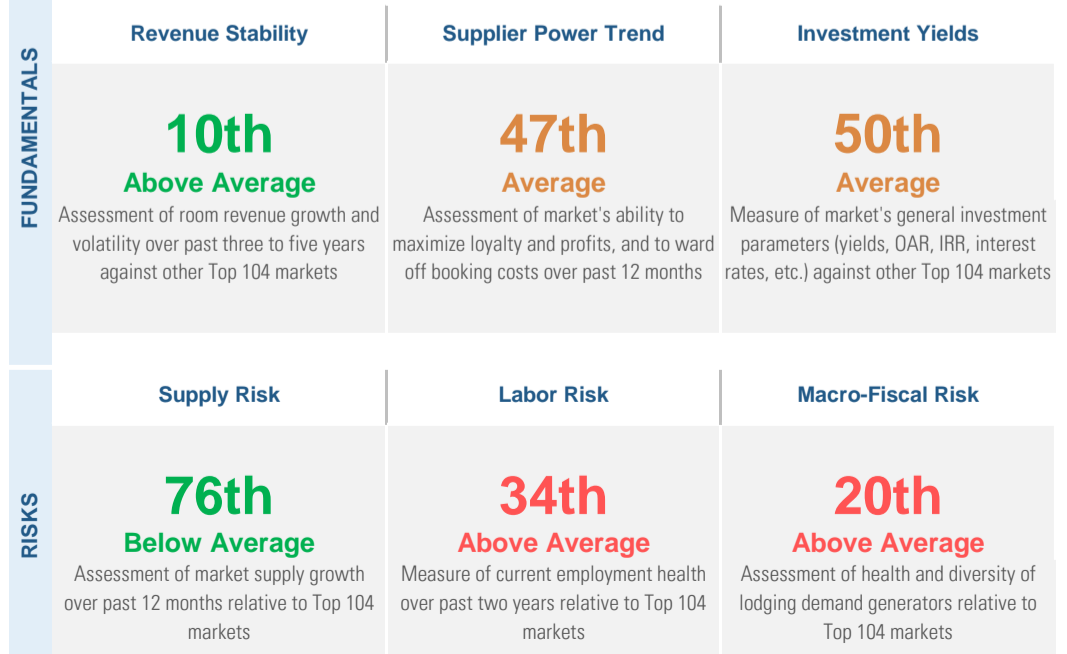 FUNDAMENTALS
Revenue Stability
10th
Above Average
Assessment of room revenue growth and
volatility over past three to five years
against other Top 104 markets
Supplier Power Trend
47th
Average
Assessment of market's ability to
maximize loyalty and profits, and to ward
off booking costs over past 12 months
Investment Yields
50th
Average
Measure of market's general investment
parameters (yields, OAR, IRR, interest
rates, etc.) against other Top 104 markets
RISKS
Supply Risk
76th
Below Average
Assessment of market supply growth
over past 12 months relative to Top 104
markets
Labor Risk
34th
Above Average
Measure of current employment health
over past two years relative to Top 104
markets
Macro-Fiscal Risk
20th
Above Average
Assessment of health and diversity of
lodging demand generators relative to
Top 104 markets